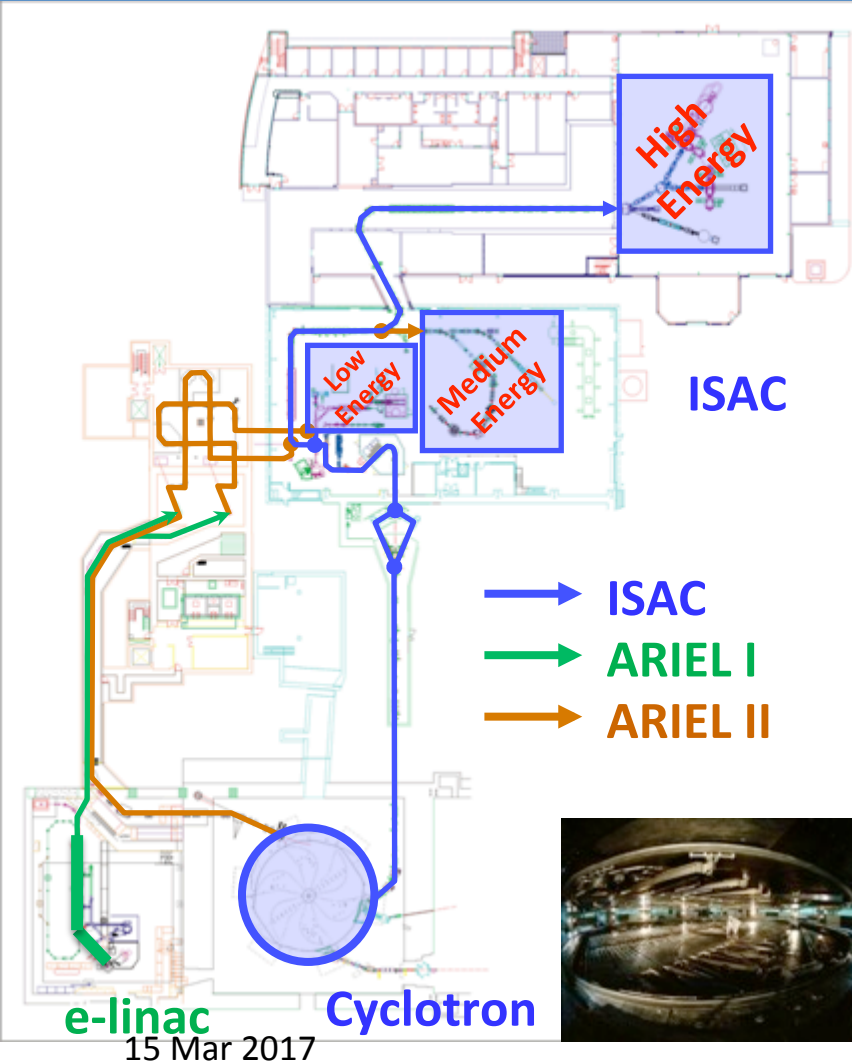 High
Energy
Low
Energy
Medium
Energy
ISAC
ISAC
ARIEL I
ARIEL II
e-linac
Cyclotron
15 Mar 2017